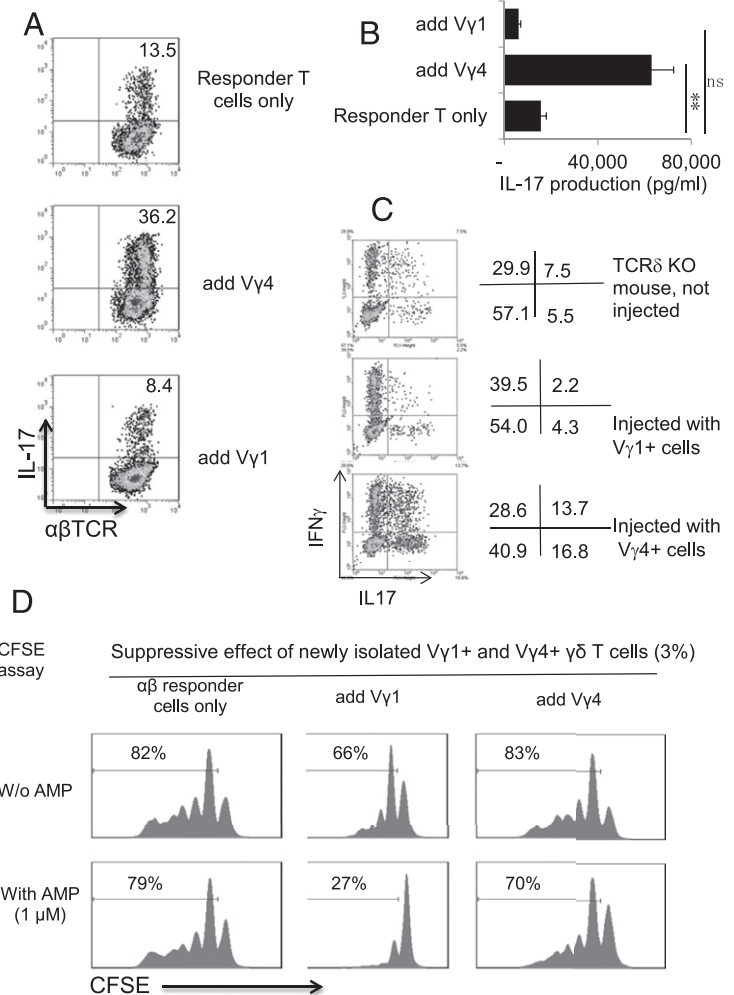 A
13.5
Responder T
cells only
36.2
add Vγ4
8.4
add Vγ1
IL-17
αβTCR
B
add Vγ1
add Vγ4
Responder T only
ns
**
-
40,000
80,000
IL-17 production (pg/ml)
C
29.9 7.5
57.1 5.5
TCRδ KO
mouse, not
injected
39.5 2.2
54.0 4.3
Injected with
Vγ1+ cells
28.6 13.7
40.9 16.8
Injected with
Vγ4+ cells
IFNγ
IL17
D
CFSE
assay
Suppressive effect of newly isolated Vγ1+ and Vγ4+ γδ T cells (3%)
αβ responder
cells only
add Vγ1
add Vγ4
W/o AMP
82%
66%
83%
With AMP
(1 µM)
79%
27%
70%
CFSE